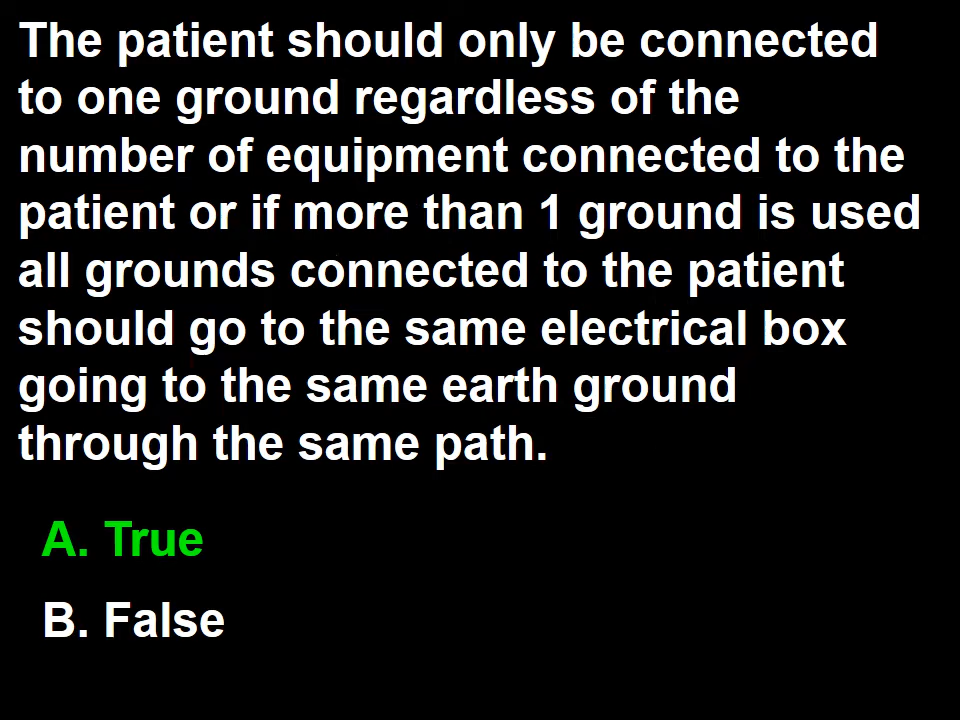 The patient should only be connected
to one ground regardless of the
number of equipment connected to the
patient or if more than 1 ground is used
all grounds connected to the patient
should go to the same electrical box
going to the same earth ground
through the same path.
A. True
B. False